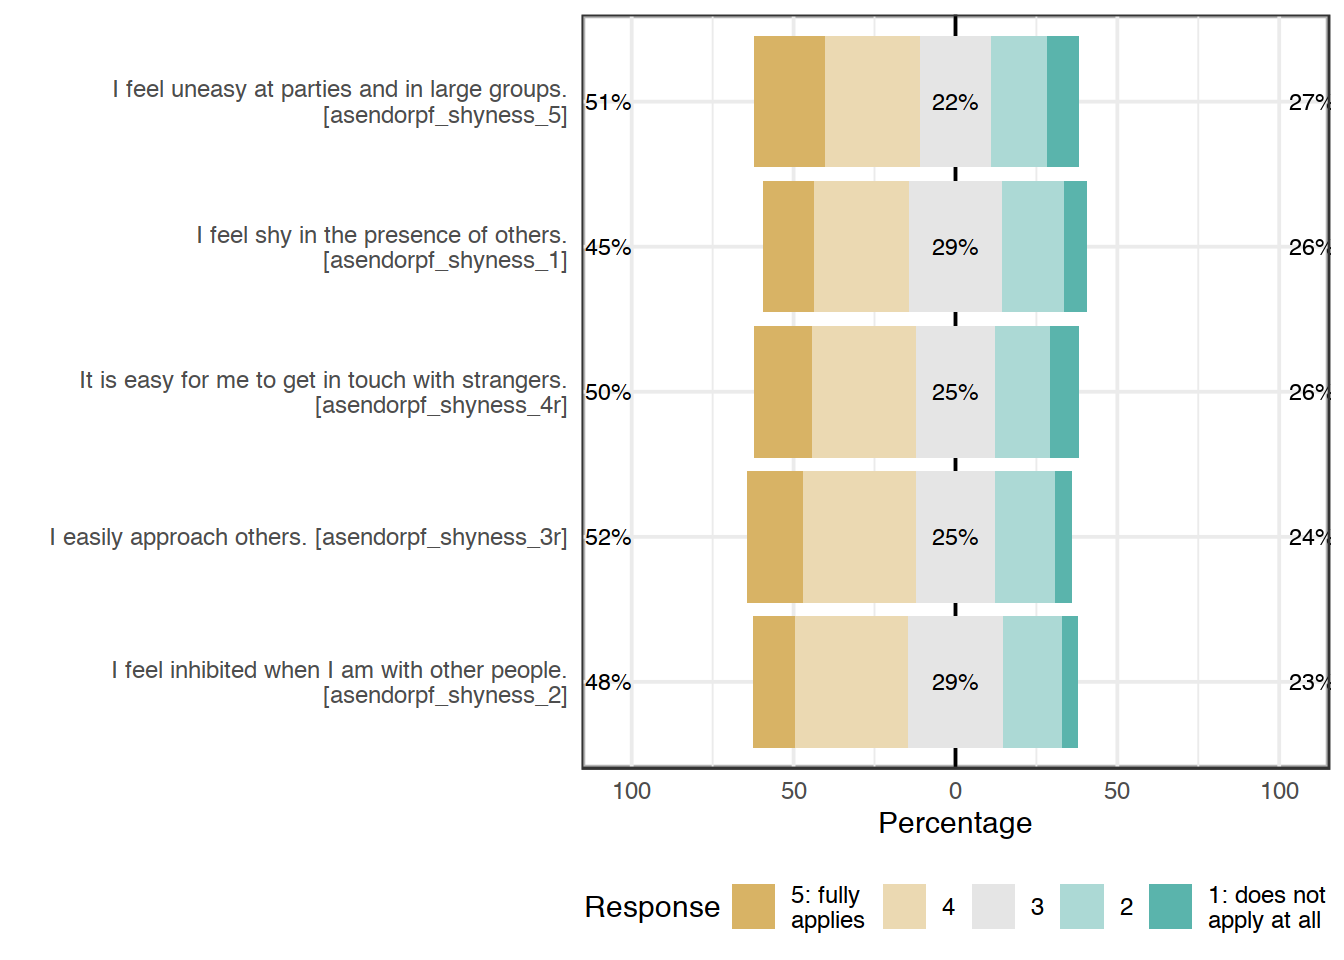 I feel uneasy at parties and in large groups.
[asendorpf_shyness_5]
51%
22%
27%
I feel shy in the presence of others.
[asendorpf_shyness_1]
45%
29%
26%
It is easy for me to get in touch with strangers.
[asendorpf_shyness_4r]
50%
25%
26%
I easily approach others. [asendorpf_shyness_3r]
52%
25%
24%
I feel inhibited when I am with other people.
[asendorpf_shyness_2]
48%
29%
23%
100 50 0 50 100
Percentage
Response
5: fully
applies
4
3
2
1: does not
apply at all